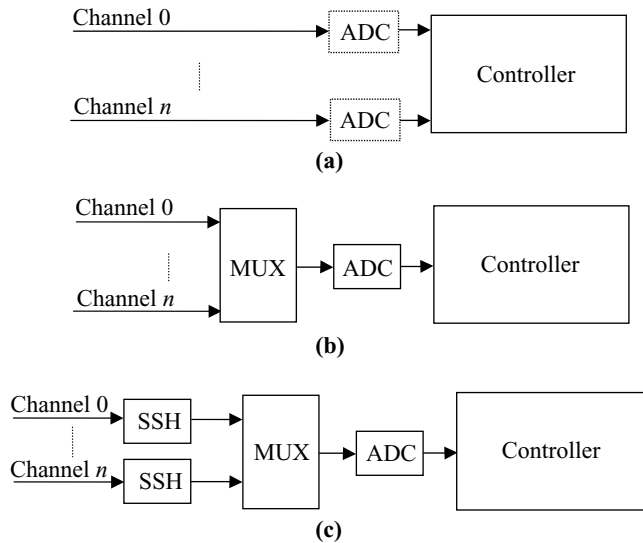 Channel 0
ADC
Controller
Channel n
ADC
(a)
Channel 0
MUX
ADC
Controller
Channel n
(b)
Channel 0
SSH
MUX
ADC
Controller
Channel n
SSH
(c)